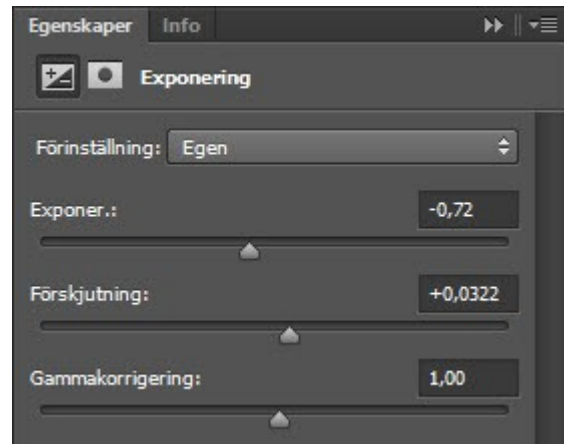 Egenskaper Info
Exponering
Förinställning: Egen
Exponer.: -0,72
Förskjutning: +0,0322
Gammakorrigering: 1,00